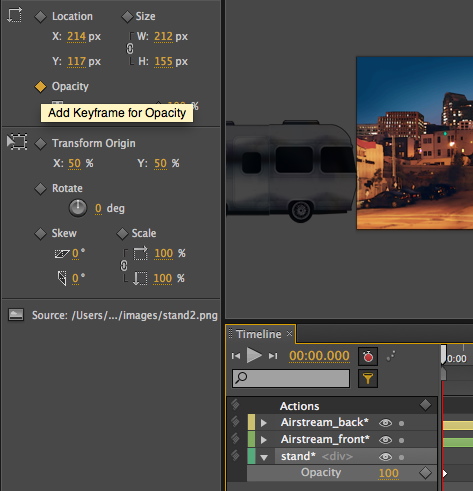 Location Size
X: 214 px W: 212 px
Y: 117 px H: 155 px
Opacity
Add Keyframe for Opacity
%
Transform Origin
X: 50 % Y: 50 %
Rotate
0 deg
Skew Scale
0° 100 %
0° 100 %
Source: /Users/.../images/stand2.png
Timeline ×
00:00.000 0:00
Actions
Airstream_back*
Airstream_front*
stand* <div>
Opacity 100